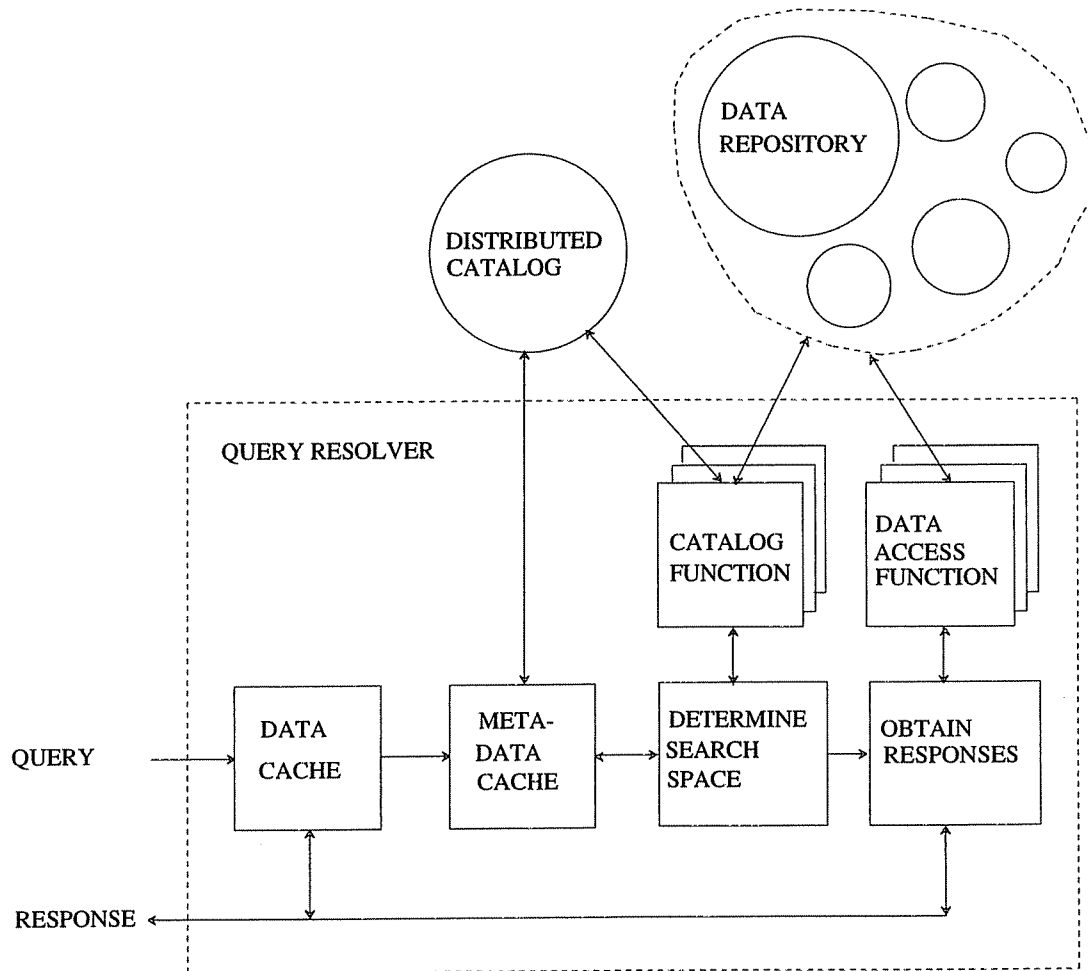 DATA
REPOSITORY
DISTRIBUTED
CATALOG
QUERY RESOLVER
CATALOG
FUNCTION
DATA
ACCESS
FUNCTION
QUERY
DATA
CACHE
META-
DATA
CACHE
DETERMINE
SEARCH
SPACE
OBTAIN
RESPONSES
RESPONSE